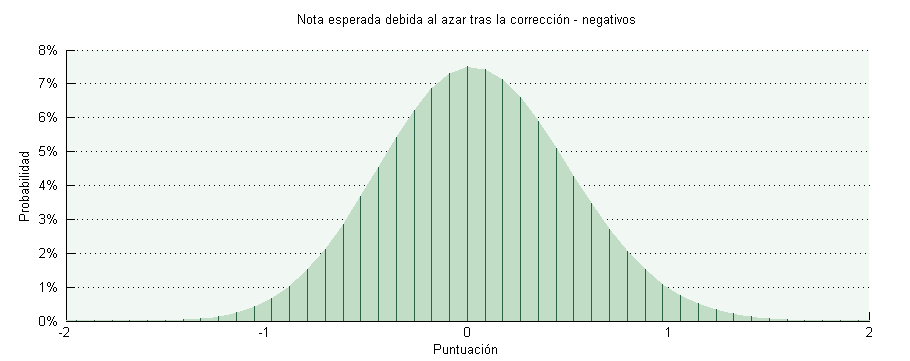 Nota esperada debida al azar tras la corrección - negativos
8%
7%
6%
5%
4%
3%
2%
1%
0%
Probabilidad
-2 -1 0 1 2
Puntuación